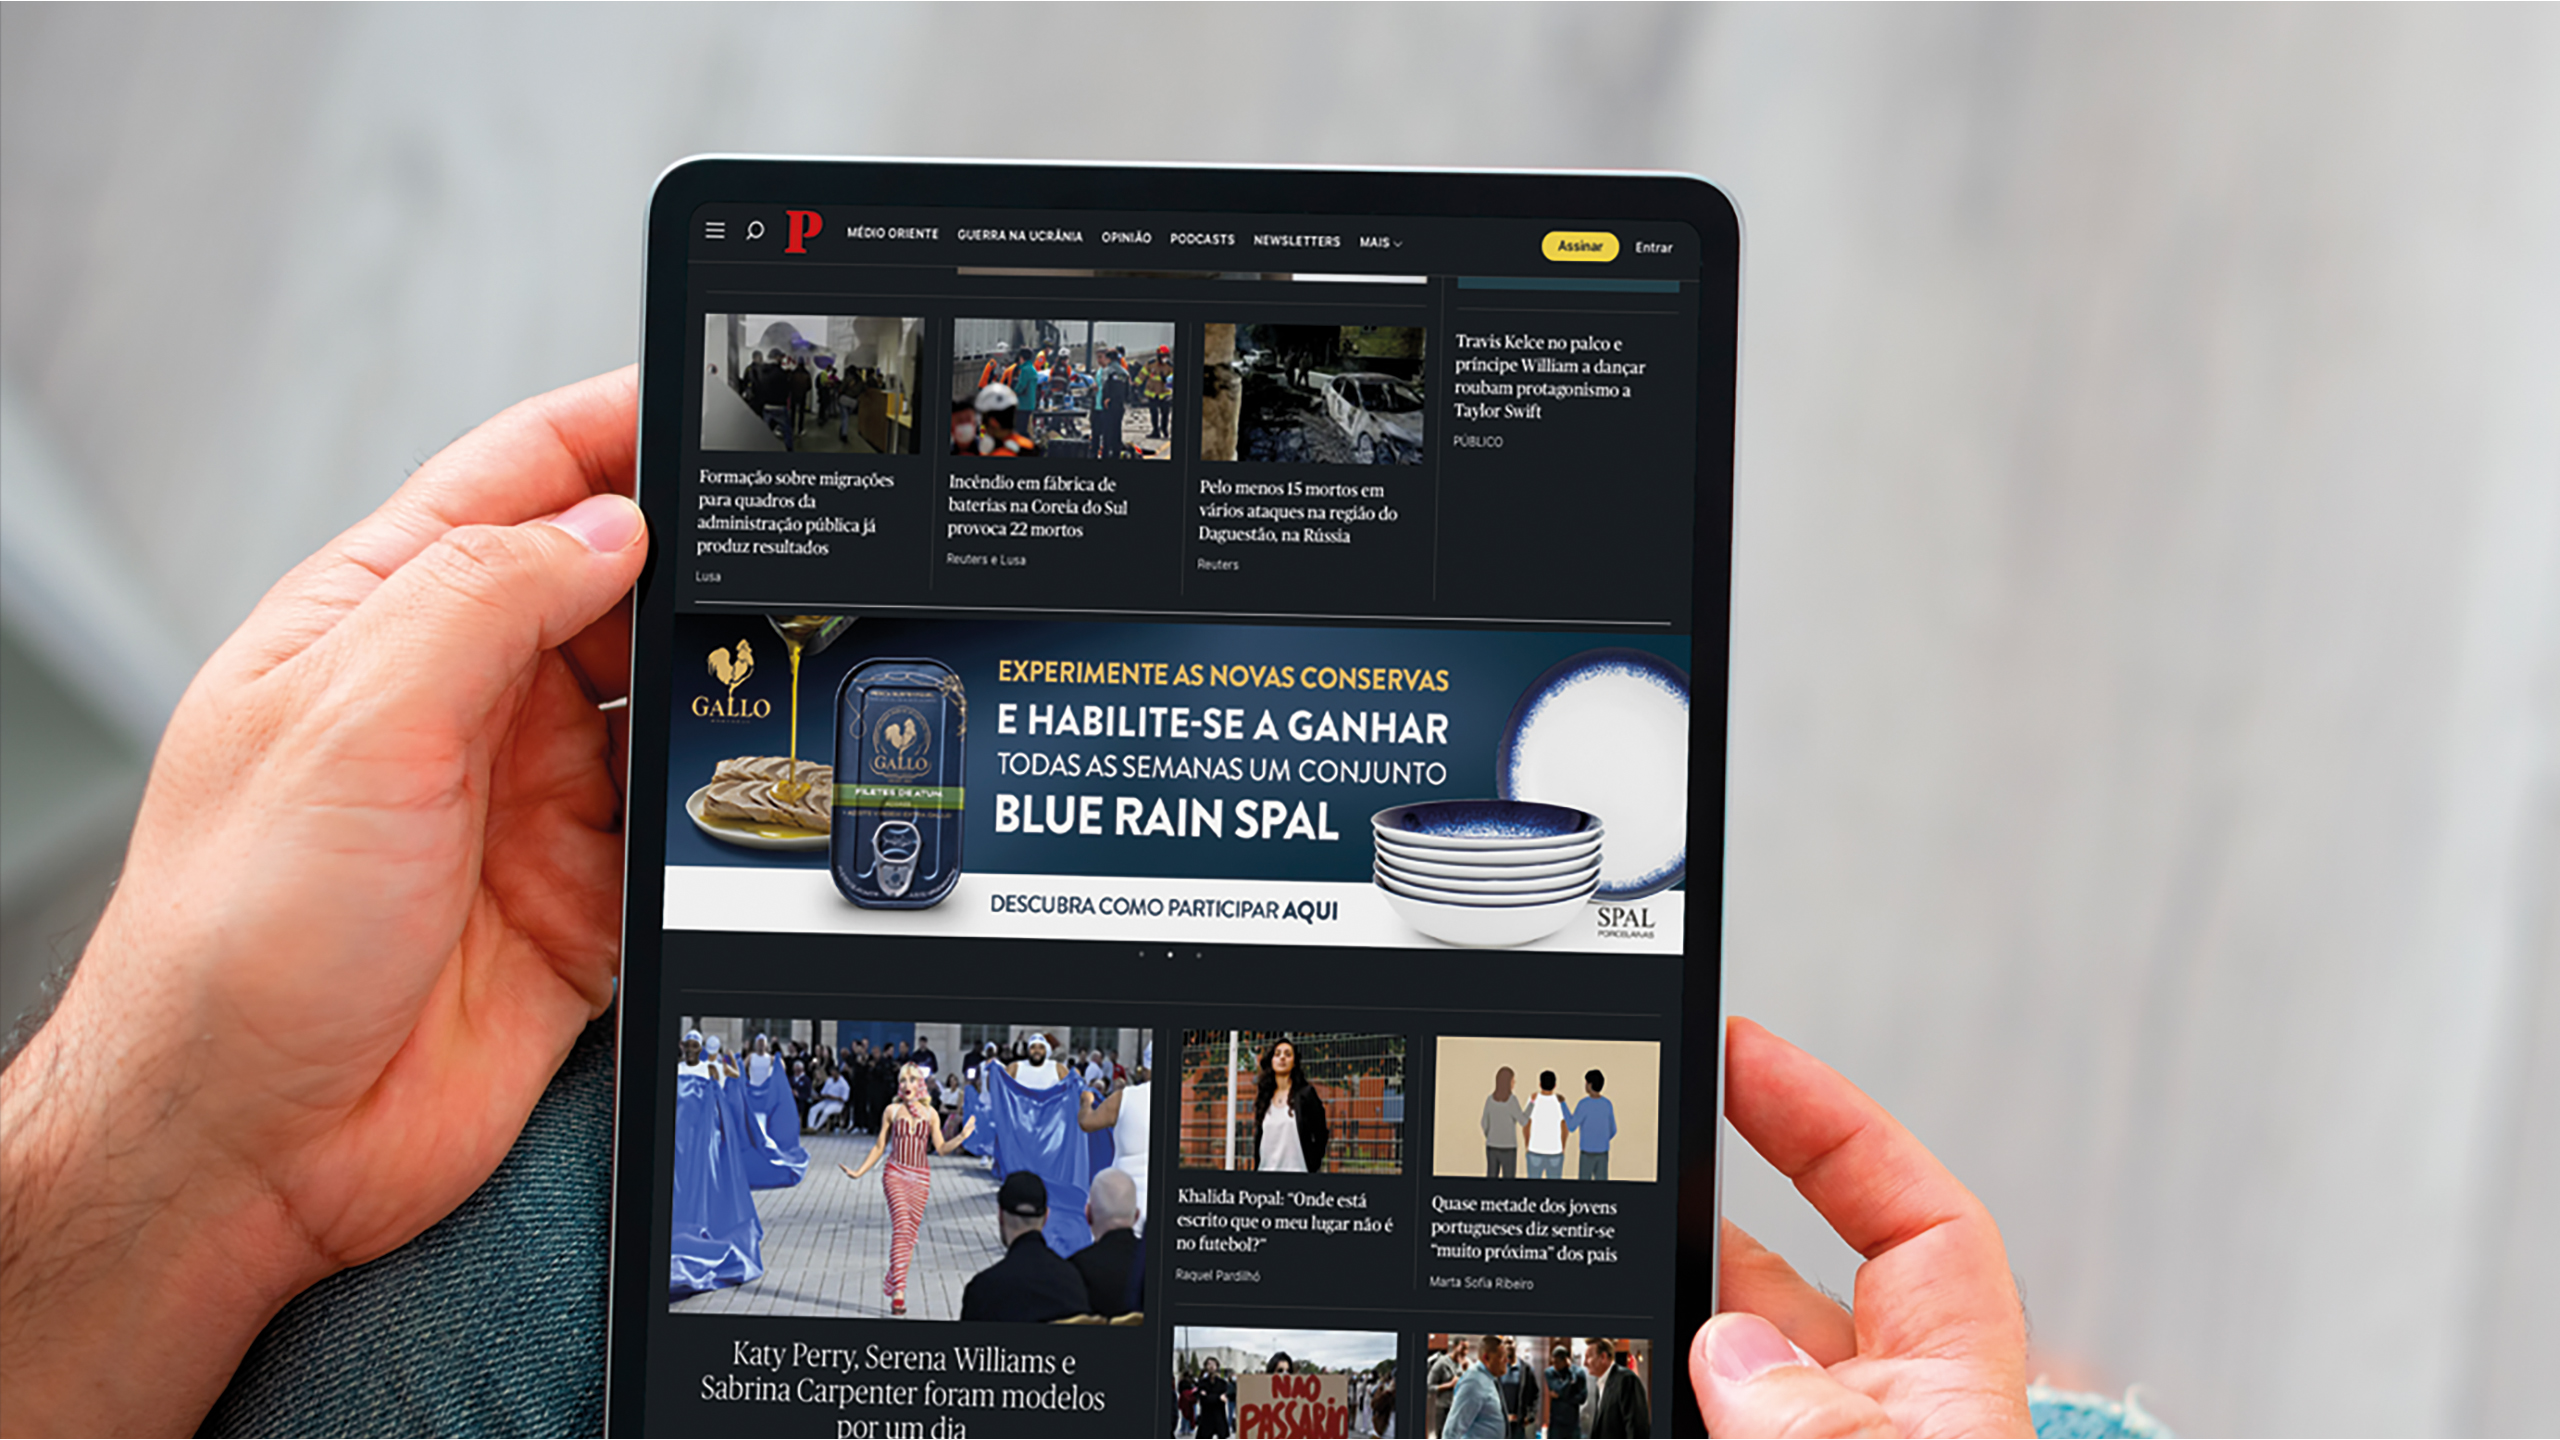 P
MÉDIO ORIENTE GUERRA NA UCRÂNIA OPINIÃO PODCASTS NEWSLETTERS MAIS
Assinar Entrar
Formação sobre migrações
para quadros da
administração pública já
produz resultados
Lusa
Incêndio em fábrica de
baterias na Coreia do Sul
provoca 22 mortos
Reuters e Lusa
Pelo menos 15 mortos em
vários ataques na região do
Daguestão, na Rússia
Reuters
Travis Kelce no palco e
príncipe William a dançar
roubam protagonismo a
Taylor Swift
PÚBLICO
GALLO
GALLO
FILETES DE ATUM
EXPERIMENTE AS NOVAS CONSERVAS
E HABILITE-SE A GANHAR
TODAS AS SEMANAS UM CONJUNTO
BLUE RAIN SPAL
DESCUBRA COMO PARTICIPAR AQUI
SPAL
PORCELANAS
Katy Perry, Serena Williams e
Sabrina Carpenter foram modelos
por um dia
Khalida Popal: “Onde está
escrito que o meu lugar não é
no futebol?”
Raquel Pardilhó
Quase metade dos jovens
portugueses diz sentir-se
“muito próxima” dos pais
Marta Sofia Ribeiro
NÃO
PASSARÃO